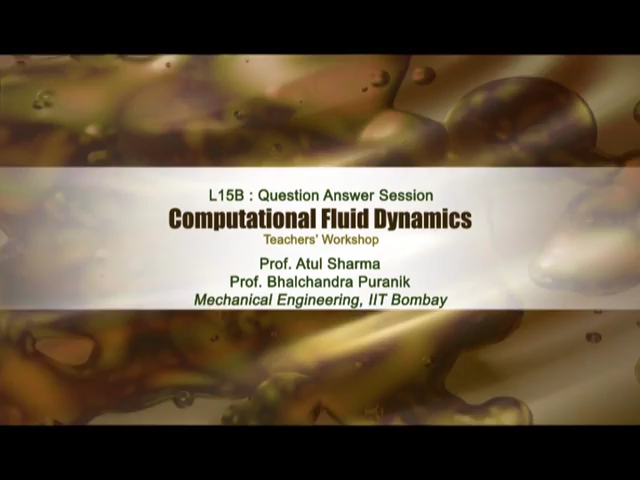 L15B : Question Answer Session
Computational Fluid Dynamics
Teachers' Workshop
Prof. Atul Sharma
Prof. Bhalchandra Puranik
Mechanical Engineering, IIT Bombay